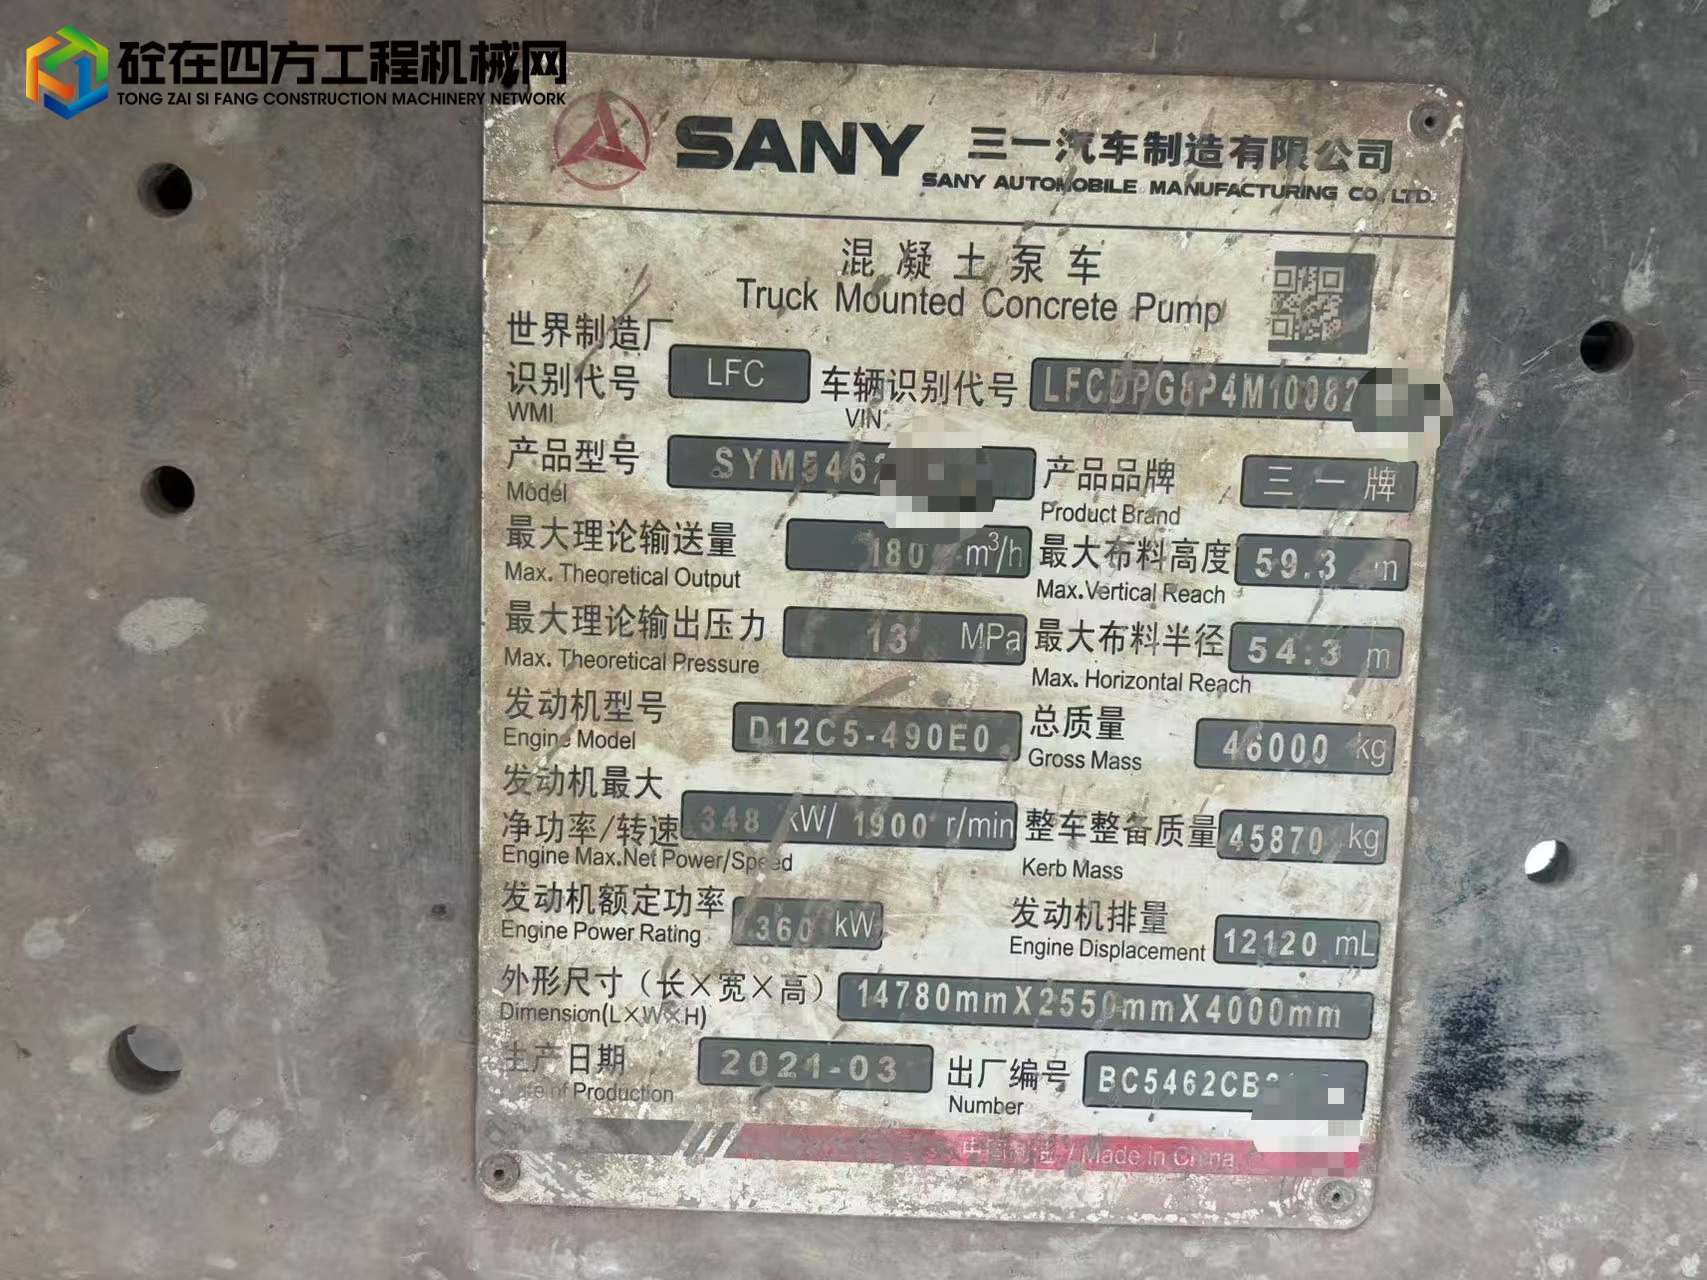 砼在四方工程机械网
TONG ZAI SI FANG CONSTRUCTION MACHINERY NETWORK
SANY 三一汽车制造有限公司
SANY AUTOMOBILE MANUFACTURING CO., LTD.
混凝土泵车
Truck Mounted Concrete Pump
世界制造厂
识别代号 LFC 车辆识别代号 LFCDPG8P4M10082
WMI VIN
产品型号 SYM5462 产品品牌 三一牌
Model Product Brand
最大理论输送量 180 m³/h 最大布料高度 59.3 m
Max. Theoretical Output Max.Vertical Reach
最大理论输出压力 13 MPa 最大布料半径 54.3 m
Max. Theoretical Pressure Max. Horizontal Reach
发动机型号 D12C5-490E0 总质量 46000 kg
Engine Model Gross Mass
发动机最大
净功率/转速 348 kW/ 1900 r/min 整车整备质量 45870 kg
Engine Max.Net Power/Speed Kerb Mass
发动机额定功率 360 kW 发动机排量 12120 mL
Engine Power Rating Engine Displacement
外形尺寸（长×宽×高） 14780mmX2550mmX4000mm
Dimension(L×W×H)
生产日期 2021-03 出厂编号 BC5462CB
Date of Production Number
中国制造 / Made in China